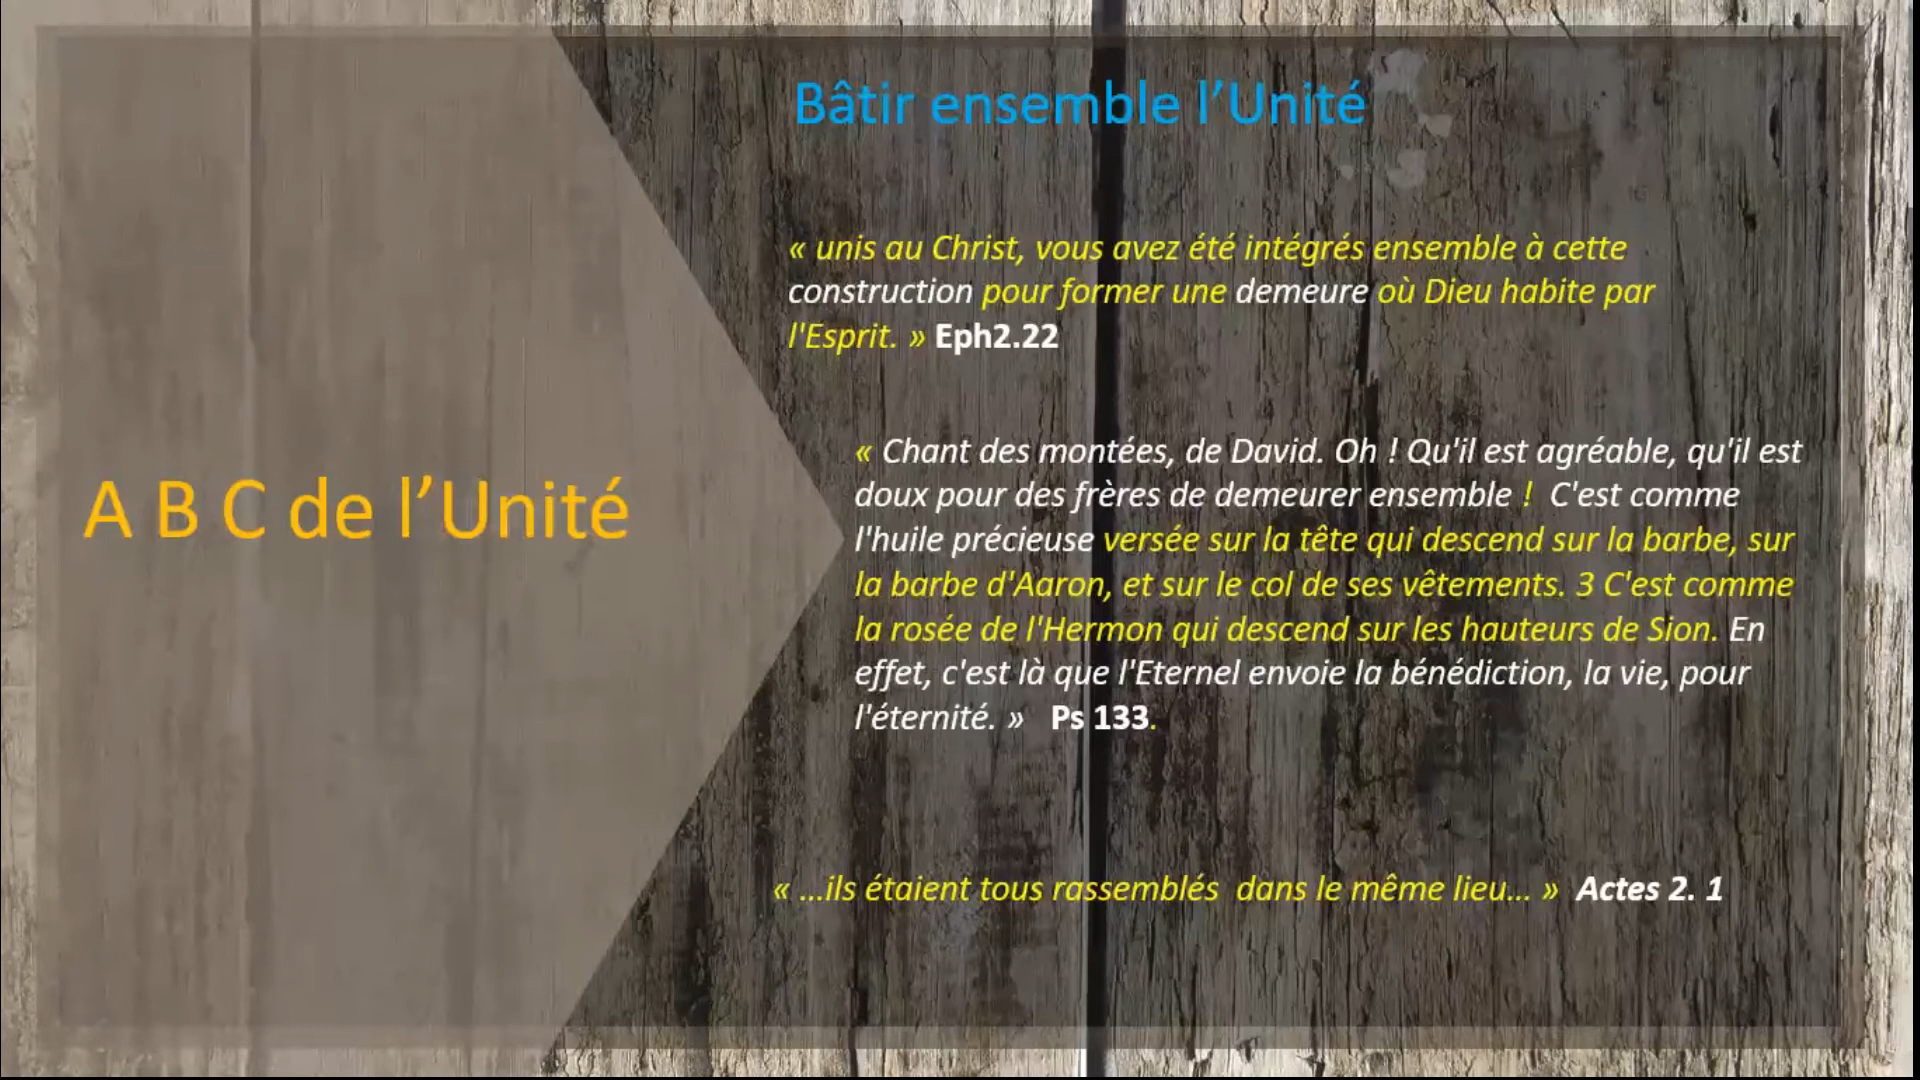 A B C de l’Unité
Bâtir ensemble l’Unité
« unis au Christ, vous avez été intégrés ensemble à cette
construction pour former une demeure où Dieu habite par
l'Esprit. » Eph2.22
« Chant des montées, de David. Oh ! Qu'il est agréable, qu'il est
doux pour des frères de demeurer ensemble ! C'est comme
l'huile précieuse versée sur la tête qui descend sur la barbe, sur
la barbe d'Aaron, et sur le col de ses vêtements. 3 C'est comme
la rosée de l'Hermon qui descend sur les hauteurs de Sion. En
effet, c'est là que l'Eternel envoie la bénédiction, la vie, pour
l'éternité. » Ps 133.
« ...ils étaient tous rassemblés dans le même lieu... » Actes 2. 1